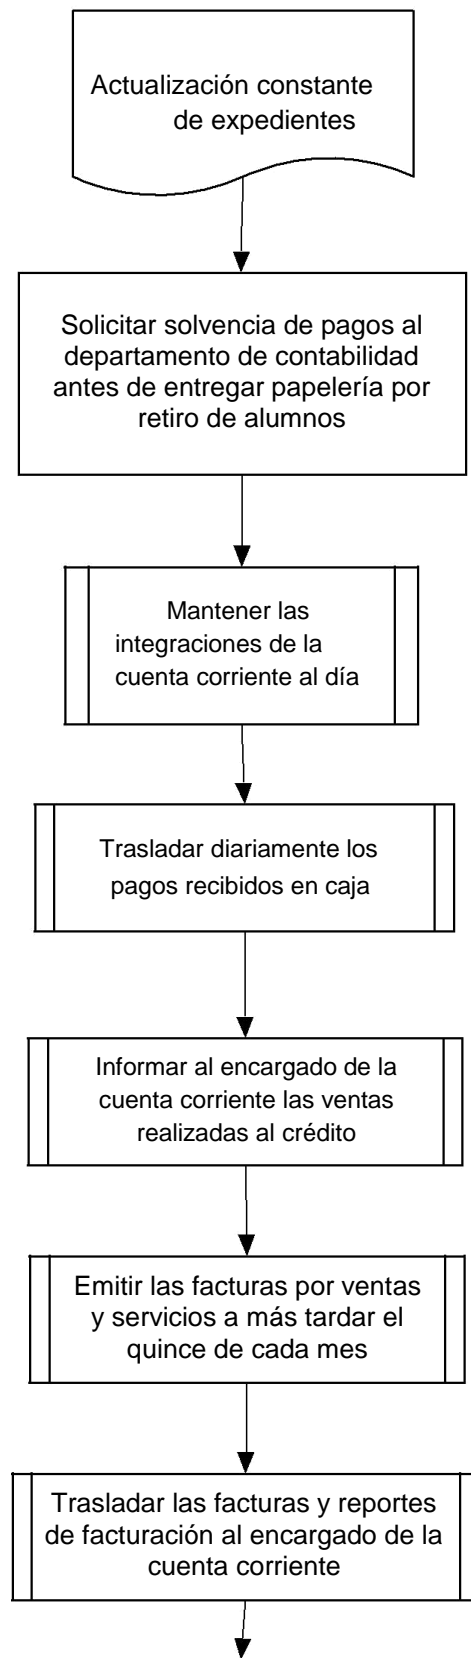 Actualización constante
de expedientes
Solicitar solvencia de pagos al
departamento de contabilidad
antes de entregar papelería por
retiro de alumnos
Mantener las
integraciones de la
cuenta corriente al día
Trasladar diariamente los
pagos recibidos en caja
Informar al encargado de la
cuenta corriente las ventas
realizadas al crédito
Emitir las facturas por ventas
y servicios a más tardar el
quince de cada mes
Trasladar las facturas y reportes
de facturación al encargado de la
cuenta corriente